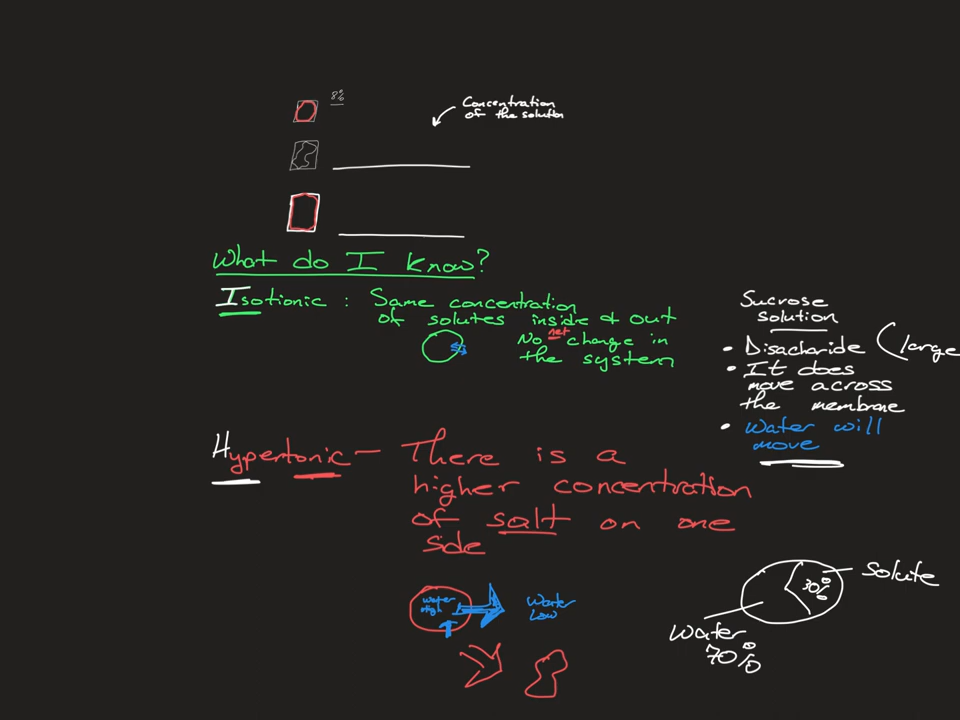 8%
Concentration
of the solution
What do I know?
Isotionic : Same concentration
of solutes inside & out
No net change in
the system
Sucrose
solution
• Disacharide (large
• It does
move across
the membrane
• Water will
move
Hypertonic — There is a
higher concentration
of salt on one
side
water
High
Water
Low
30%
Solute
Water
70%